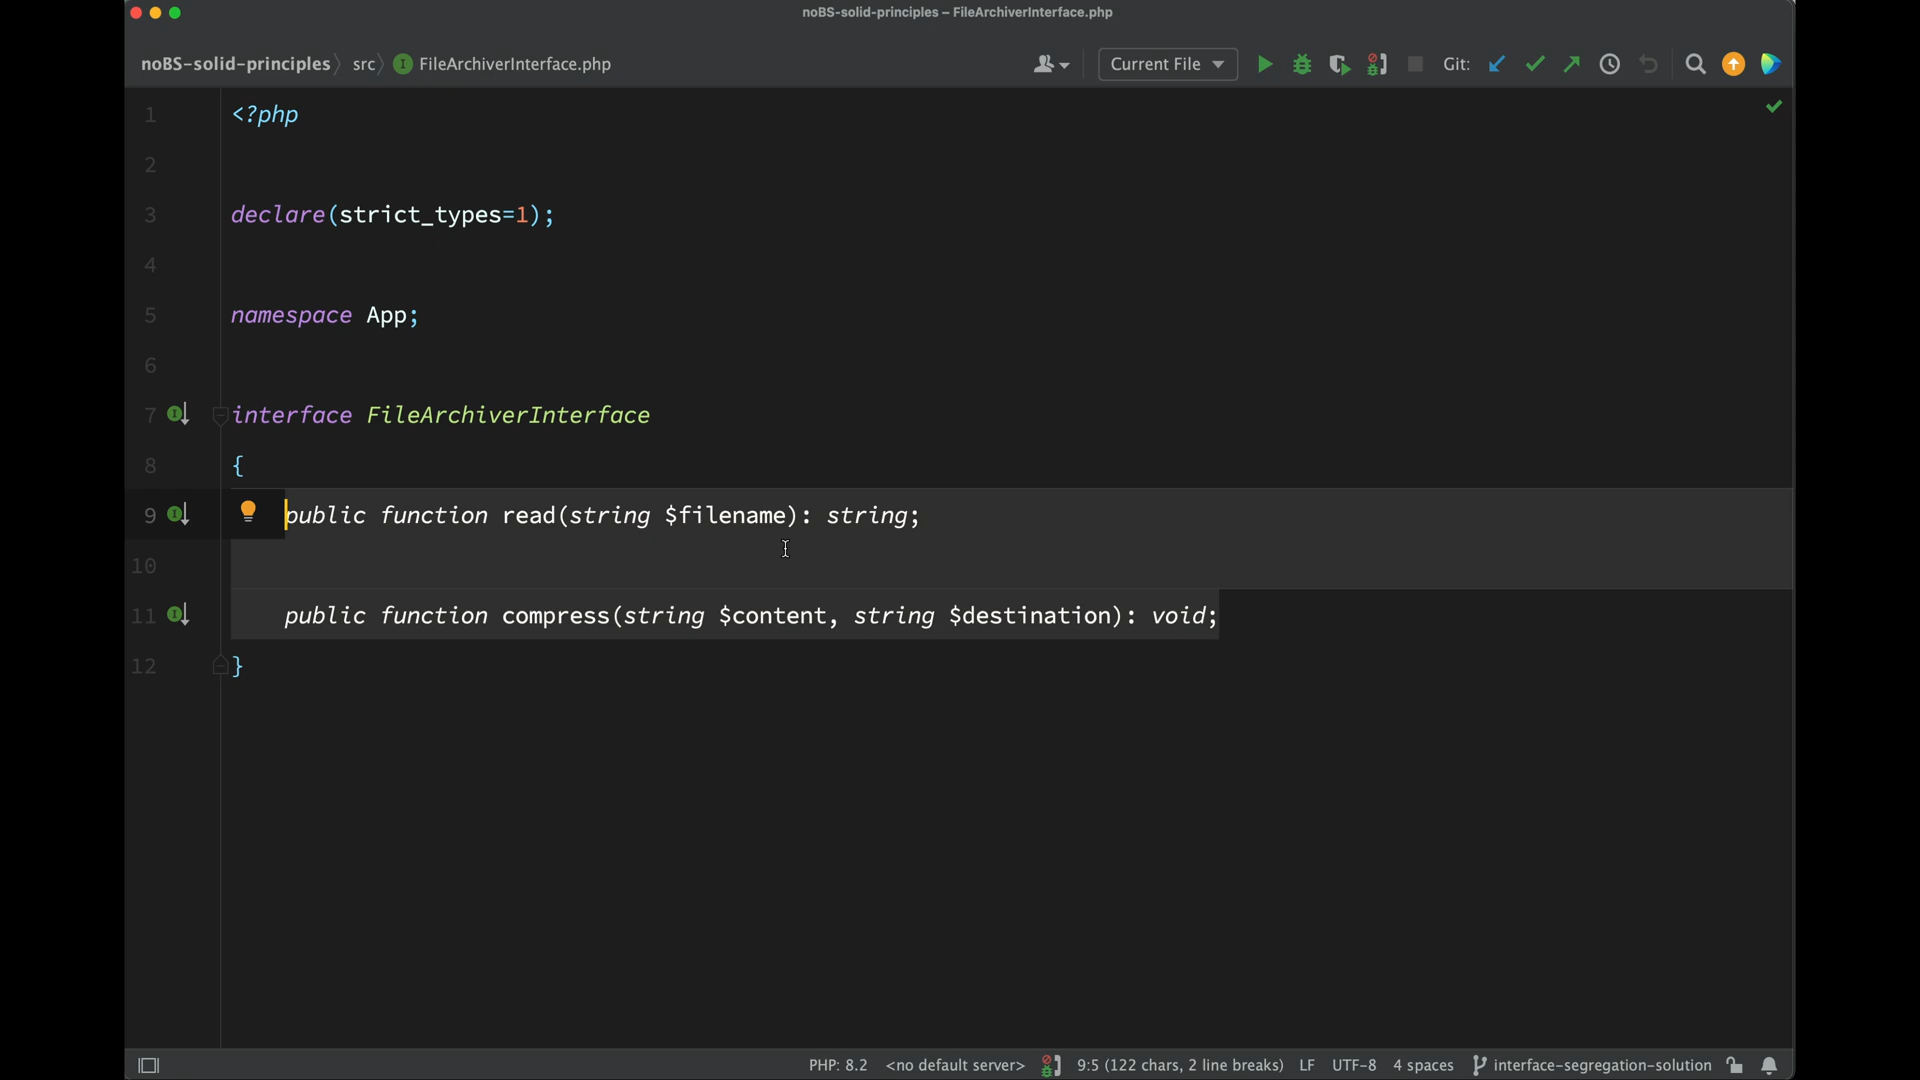 noBS-solid-principles – FileArchiverInterface.php
noBS-solid-principles src FileArchiverInterface.php Current File Git:
1 <?php
2
3 declare(strict_types=1);
4
5 namespace App;
6
7 interface FileArchiverInterface
8 {
9 public function read(string $filename): string;
10
11 public function compress(string $content, string $destination): void;
12 }
PHP: 8.2 <no default server> 9:5 (122 chars, 2 line breaks) LF UTF-8 4 spaces interface-segregation-solution